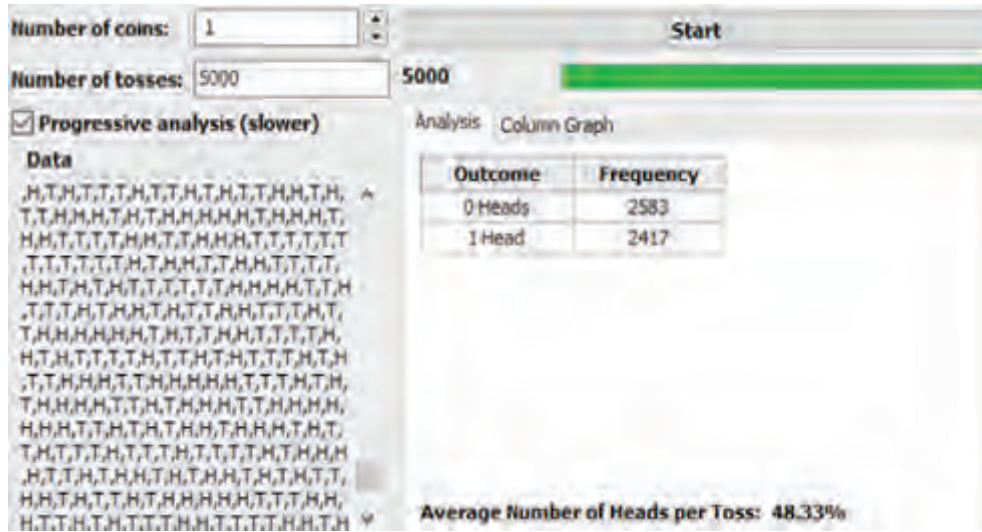 Number of coins: 1
Start
Number of tosses: 5000
5000
Progressive analysis (slower)
Analysis Column Graph
Data
,H,T,H,T,T,T,H,T,T,H,T,H,T,T,H,H,T,H,
T,T,H,H,H,T,H,T,H,H,H,H,H,T,H,H,H,T,
H,H,T,T,T,T,H,H,T,T,H,H,H,T,T,T,T,T,T
,T,T,T,T,T,T,H,T,H,H,T,T,H,H,T,T,T,T,
H,H,T,H,T,H,T,T,T,T,T,T,H,H,H,H,T,T,H
,T,T,T,H,T,H,H,T,H,T,H,T,T,T,H,T,
T,H,H,H,H,H,H,T,H,T,T,H,H,T,T,T,T,H,
H,T,H,T,T,T,T,H,T,T,H,T,H,T,T,T,H,T,H
,T,T,H,H,H,T,T,H,H,H,H,H,T,T,T,H,T,H,
T,H,H,H,H,T,T,H,T,H,H,H,T,T,H,H,H,H,
H,H,H,T,T,H,T,H,T,H,H,T,H,H,H,T,H,T,
T,H,T,T,T,H,T,T,T,H,T,T,T,T,H,T,H,H,H
,H,T,T,H,T,H,H,T,H,T,H,H,T,H,T,H,T,T,
H,H,T,H,T,T,H,T,H,H,H,H,H,T,T,T,H,H,
H,T,T,H,T,H,T,T,T,H,H,T,T,T,T,H,H,T,H
Outcome Frequency
0 Heads 2583
1 Head 2417
Average Number of Heads per Toss: 48.33%